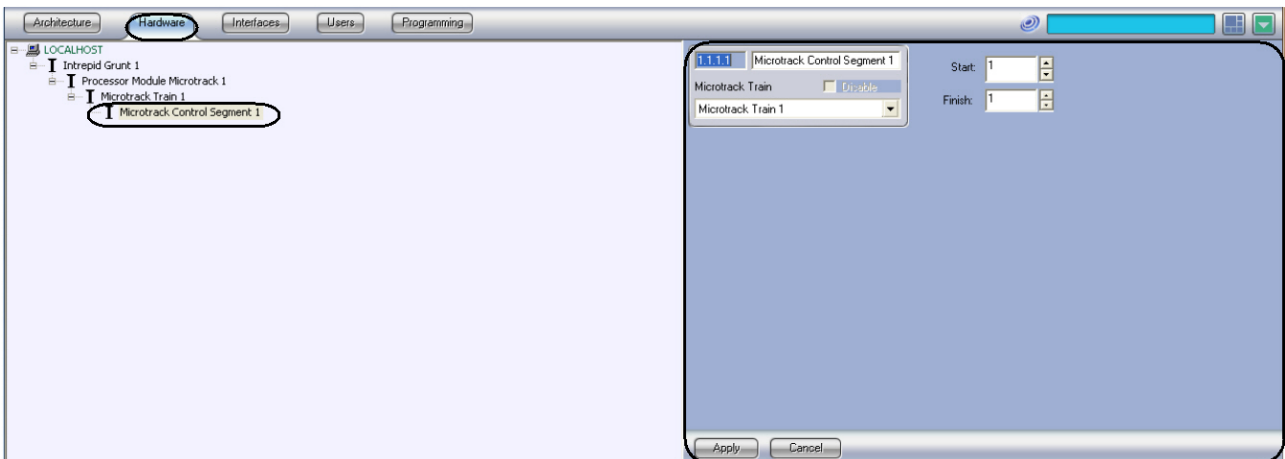 Architecture Hardware Interfaces Users Programming
LOCALHOST
Intrepid Grunt 1
Processor Module Microtrack 1
Microtrack Train 1
Microtrack Control Segment 1
1.1.1.1 Microtrack Control Segment 1
Microtrack Train Disable
Microtrack Train 1
Start: 1
Finish: 1
Apply Cancel